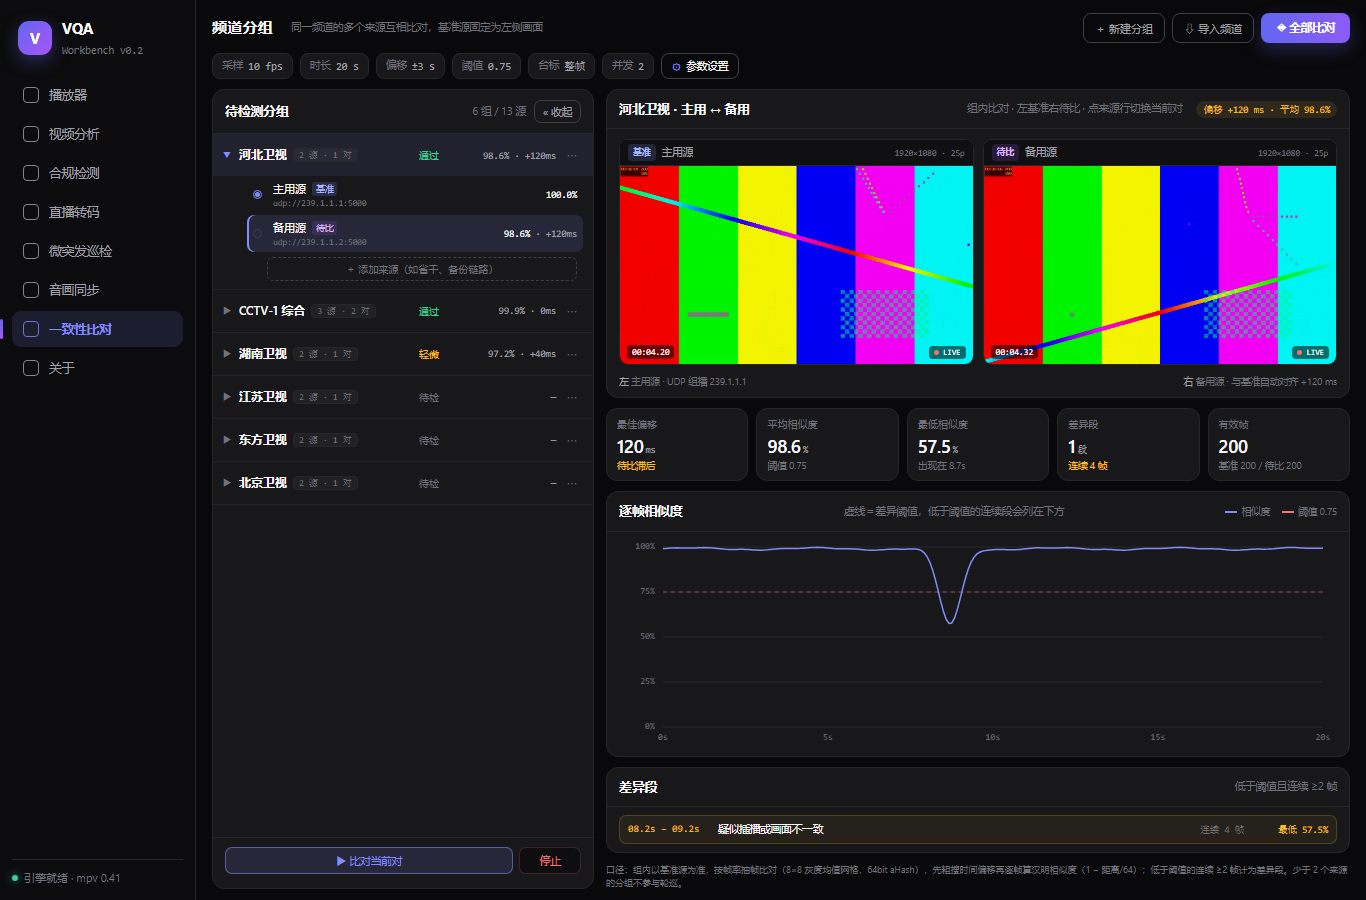 V
VQA
Workbench v0.2
播放器
视频分析
合规检测
直播转码
微突发巡检
音画同步
一致性比对
关于
引擎就绪 · mpv 0.41
频道分组
同一频道的多个来源互相比对，基准源固定为左侧画面
+ 新建分组
⇩ 导入频道
全部比对
采样 10 fps
时长 20 s
偏移 ±3 s
阈值 0.75
台标 整帧
并发 2
⚙ 参数设置
待检测分组
6 组 / 13 源
« 收起
▼ 河北卫视 2 源 · 1 对 通过 98.6% · +120ms ···
主用源 基准 100.0%
udp://239.1.1.1:5000
备用源 待比 98.6% · +120ms
udp://239.1.1.2:5000
+ 添加来源（如省干、备份链路）
▶ CCTV-1 综合 3 源 · 2 对 通过 99.9% · 0ms ···
▶ 湖南卫视 2 源 · 1 对 轻微 97.2% · +40ms ···
▶ 江苏卫视 2 源 · 1 对 待检 — ···
▶ 东方卫视 2 源 · 1 对 待检 — ···
▶ 北京卫视 2 源 · 1 对 待检 — ···
▶ 比对当前对
停止
河北卫视 · 主用 ↔ 备用
组内比对 · 左基准右待比 · 点来源行切换当前对
偏移 +120 ms · 平均 98.6%
基准 主用源 1920×1080 · 25p
00:04.20
LIVE
待比 备用源 1920×1080 · 25p
00:04.32
LIVE
左 主用源 · UDP 组播 239.1.1.1
右 备用源 · 与基准自动对齐 +120 ms
最佳偏移
120 ms
待比滞后
平均相似度
98.6 %
阈值 0.75
最低相似度
57.5 %
出现在 8.7s
差异段
1 段
连续 4 帧
有效帧
200
基准 200 / 待比 200
逐帧相似度
虚线 = 差异阈值，低于阈值的连续段会列在下方
相似度
阈值 0.75
100%
75%
50%
25%
0%
0s 5s 10s 15s 20s
差异段
低于阈值且连续 ≥2 帧
08.2s – 09.2s 疑似插播或画面不一致 连续 4 帧 最低 57.5%
口径：组内以基准源为准，按帧率抽帧比对（8×8 灰度均值网格，64bit aHash），先粗搜时间偏移再逐帧算汉明相似度（1 − 距离/64）；低于阈值的连续 ≥2 帧计为差异段。少于 2 个来源
的分组不参与轮巡。